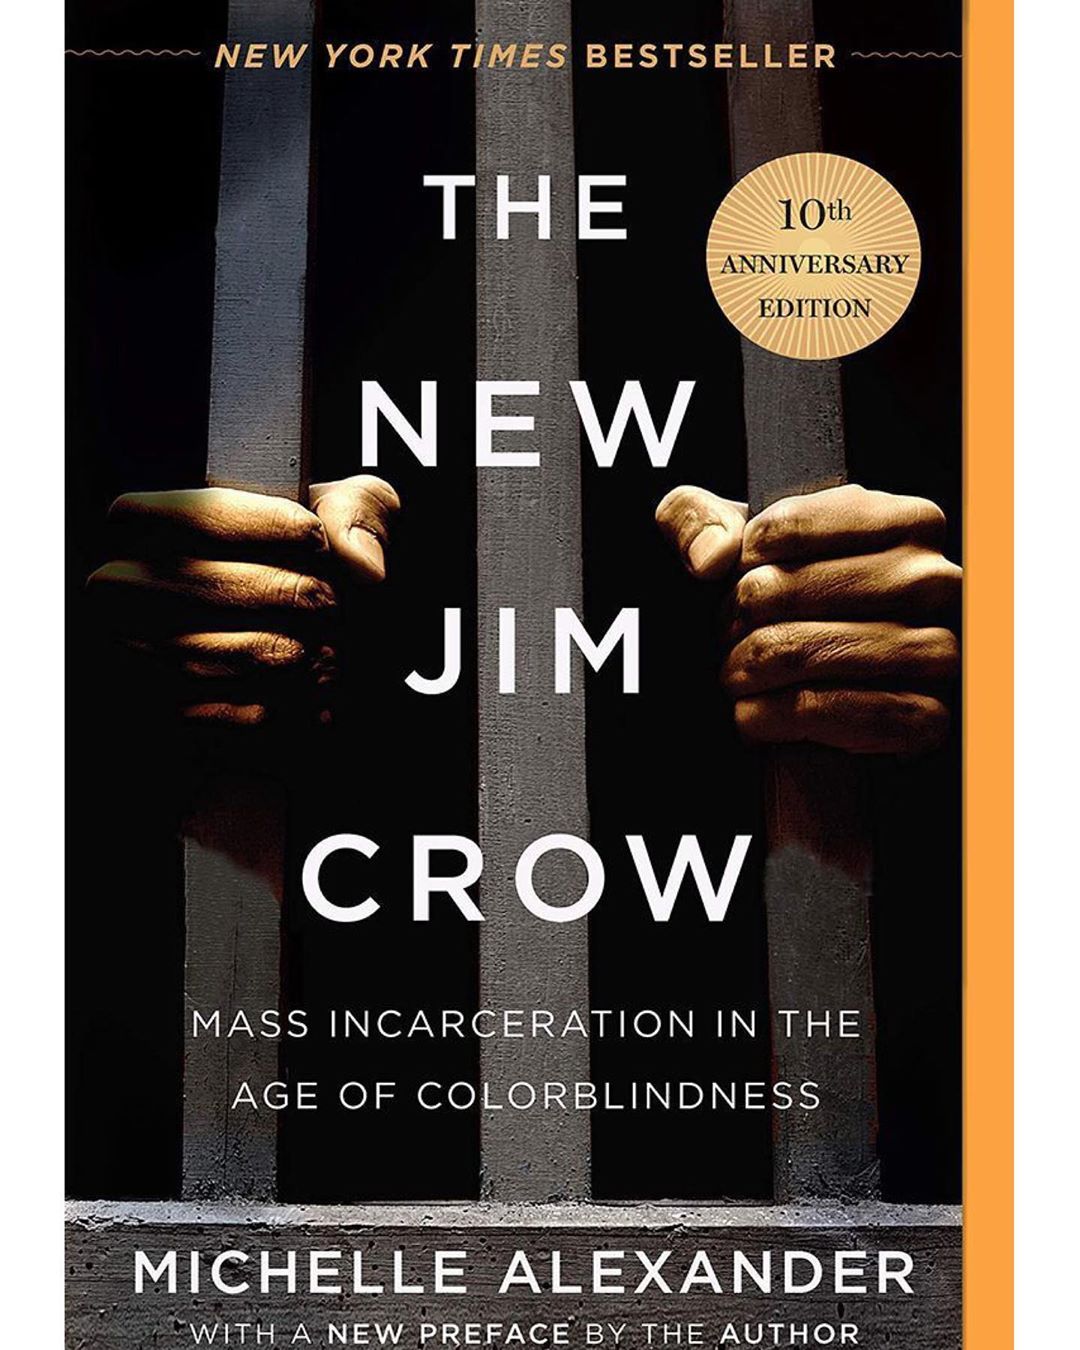 NEW YORK TIMES BESTSELLER
THE
10th
ANNIVERSARY
EDITION
NEW
JIM
CROW
MASS INCARCERATION IN THE
AGE OF COLORBLINDNESS
MICHELLE ALEXANDER
WITH A NEW PREFACE BY THE AUTHOR